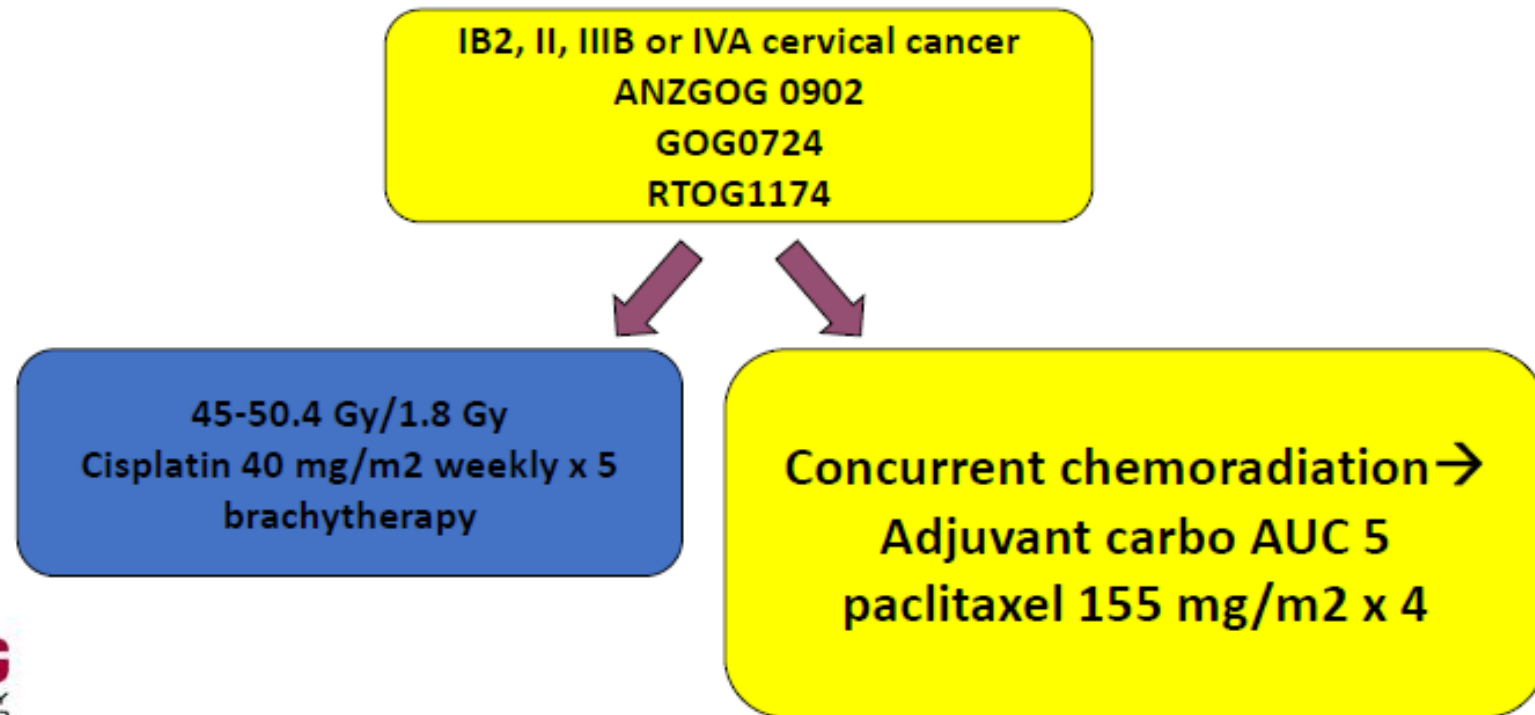 IB2, II, IIIB or IVA cervical cancer
ANZGOG 0902
GOG0724
RTOG1174
45-50.4 Gy/1.8 Gy
Cisplatin 40 mg/m2 weekly x 5
brachytherapy
Concurrent chemoradiation→
Adjuvant carbo AUC 5
paclitaxel 155 mg/m2 x 4